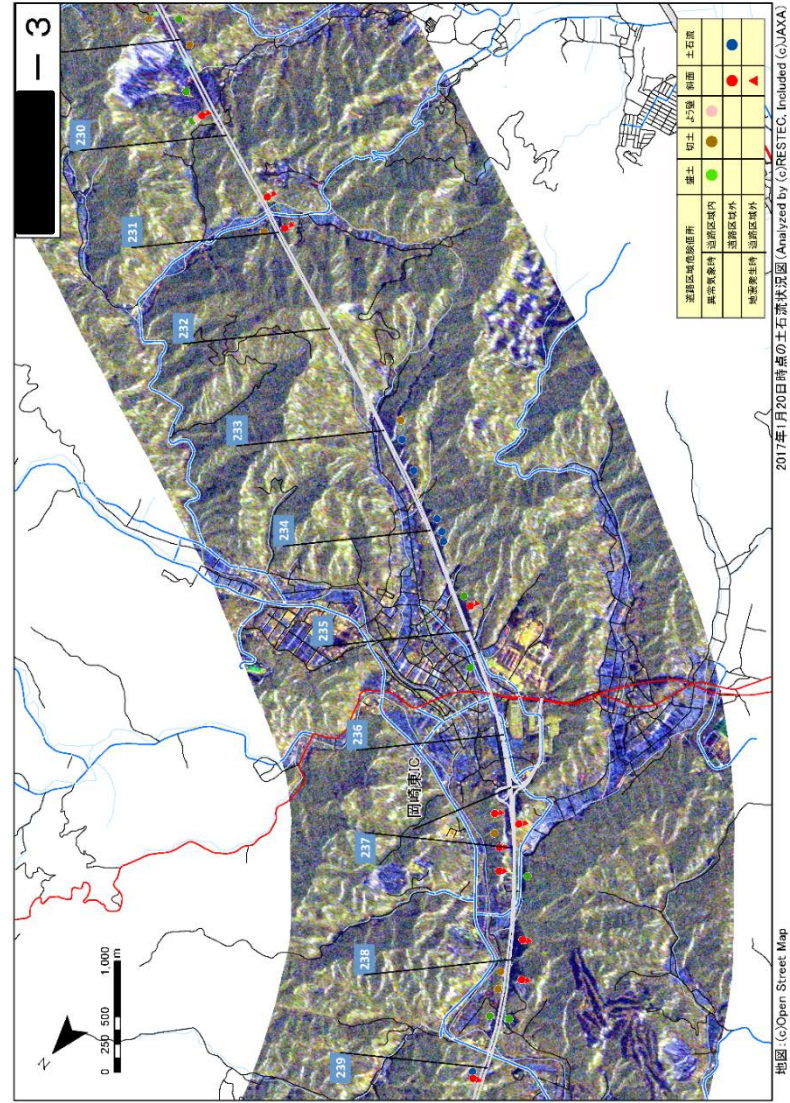 －3
230
231
232
233
234
235
236
岡崎東IC
237
238
239
N
0 250 500 1,000
m
道路区域危険箇所 盛土 切土 よう壁 斜面 土石流
異常気象時 道路区域内
道路区域外
地震発生時 道路区域外
地図:(c)Open Street Map
2017年1月20日時点の土石流状況図(Analyzed by (c)RESTEC, Included (c)JAXA)